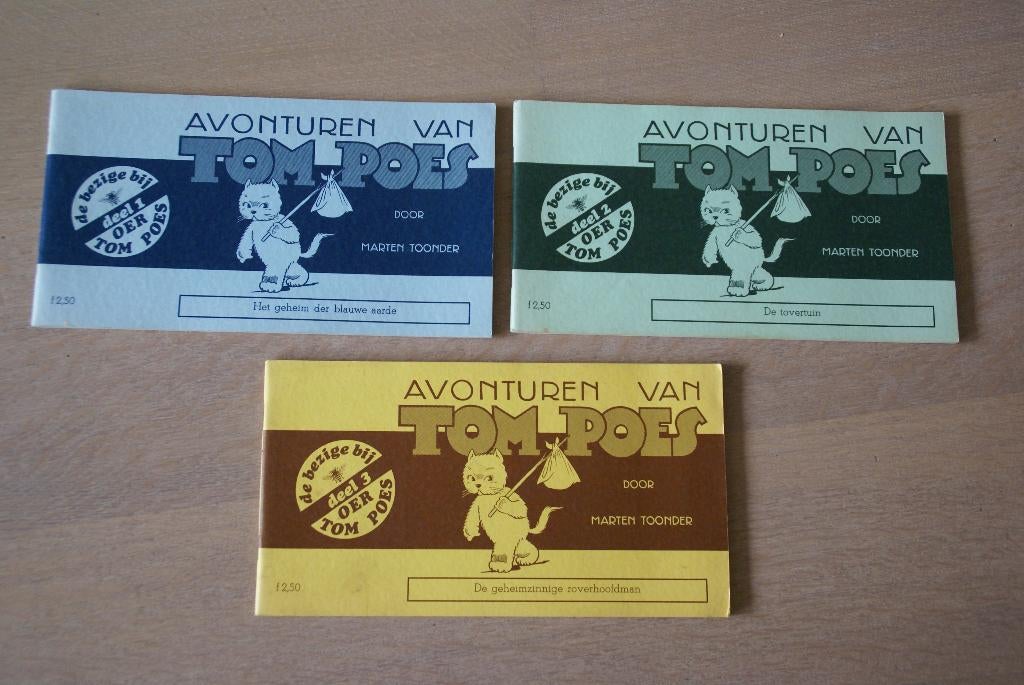 AVONTUREN VAN
TOM POES
de bezige bij
deel 1
OER
TOM POES
DOOR
MARTEN TOONDER
f 2,50
Het geheim der blauwe aarde
AVONTUREN VAN
TOM POES
de bezige bij
deel 2
OER
TOM POES
DOOR
MARTEN TOONDER
f 2,50
De tovertuin
AVONTUREN VAN
TOM POES
de bezige bij
deel 3
OER
TOM POES
DOOR
MARTEN TOONDER
f 2,50
De geheimzinnige roverhoofdman